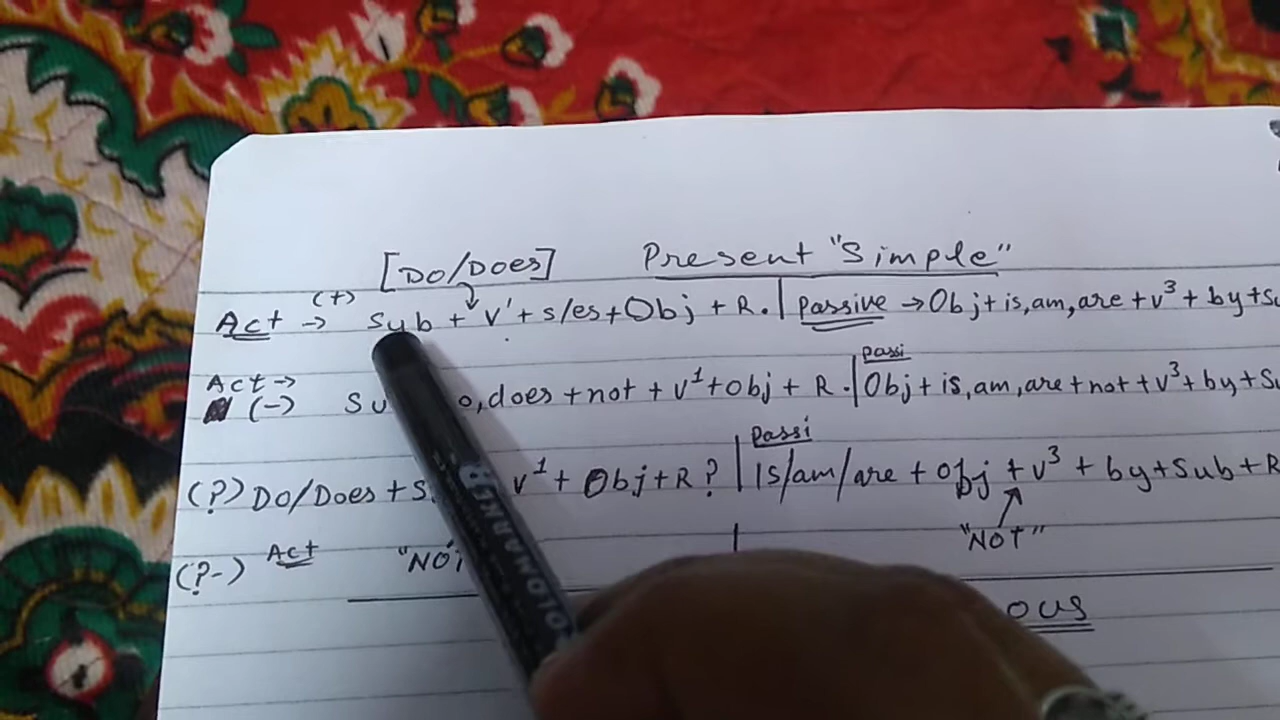 [DO/DOES] Present "Simple"
(+)
Act → Sub + V¹ + s/es + Obj + R. | Passive → Obj + is, am, are + v³ + by + Su
Act → passi
(-) Su o, does + not + v¹ + obj + R. | Obj + is, am, are + not + v³ + by + Su
passi
(?) DO/Does + S v¹ + Obj + R ? | Is/am/are + obj + v³ + by + Sub + R
(?-) Act "NOT "NOT"
OUS